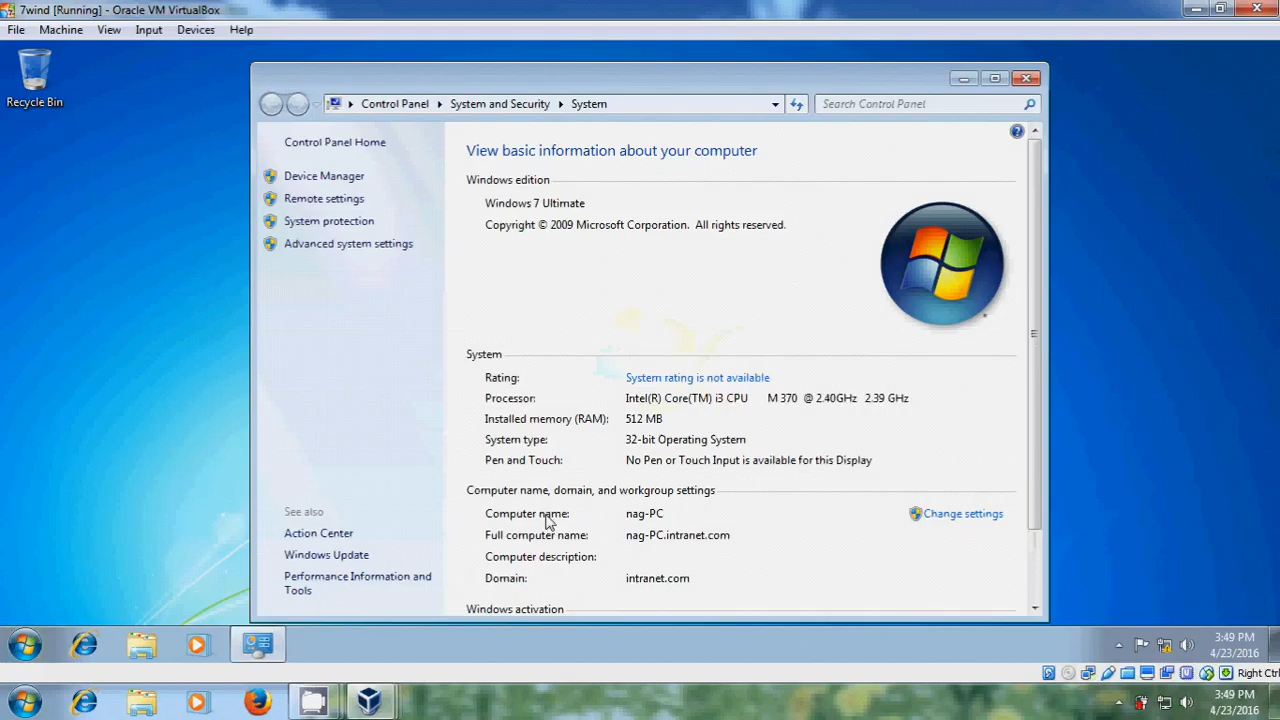 7wind [Running] - Oracle VM VirtualBox
File Machine View Input Devices Help
Recycle Bin
Control Panel System and Security System
Search Control Panel
Control Panel Home
Device Manager
Remote settings
System protection
Advanced system settings
See also
Action Center
Windows Update
Performance Information and
Tools
View basic information about your computer
Windows edition
Windows 7 Ultimate
Copyright © 2009 Microsoft Corporation. All rights reserved.
System
Rating: System rating is not available
Processor: Intel(R) Core(TM) i3 CPU M 370 @ 2.40GHz 2.39 GHz
Installed memory (RAM): 512 MB
System type: 32-bit Operating System
Pen and Touch: No Pen or Touch Input is available for this Display
Computer name, domain, and workgroup settings
Computer name: nag-PC Change settings
Full computer name: nag-PC.intranet.com
Computer description:
Domain: intranet.com
Windows activation
3:49 PM
4/23/2016
Right Ctr
3:49 PM
4/23/2016